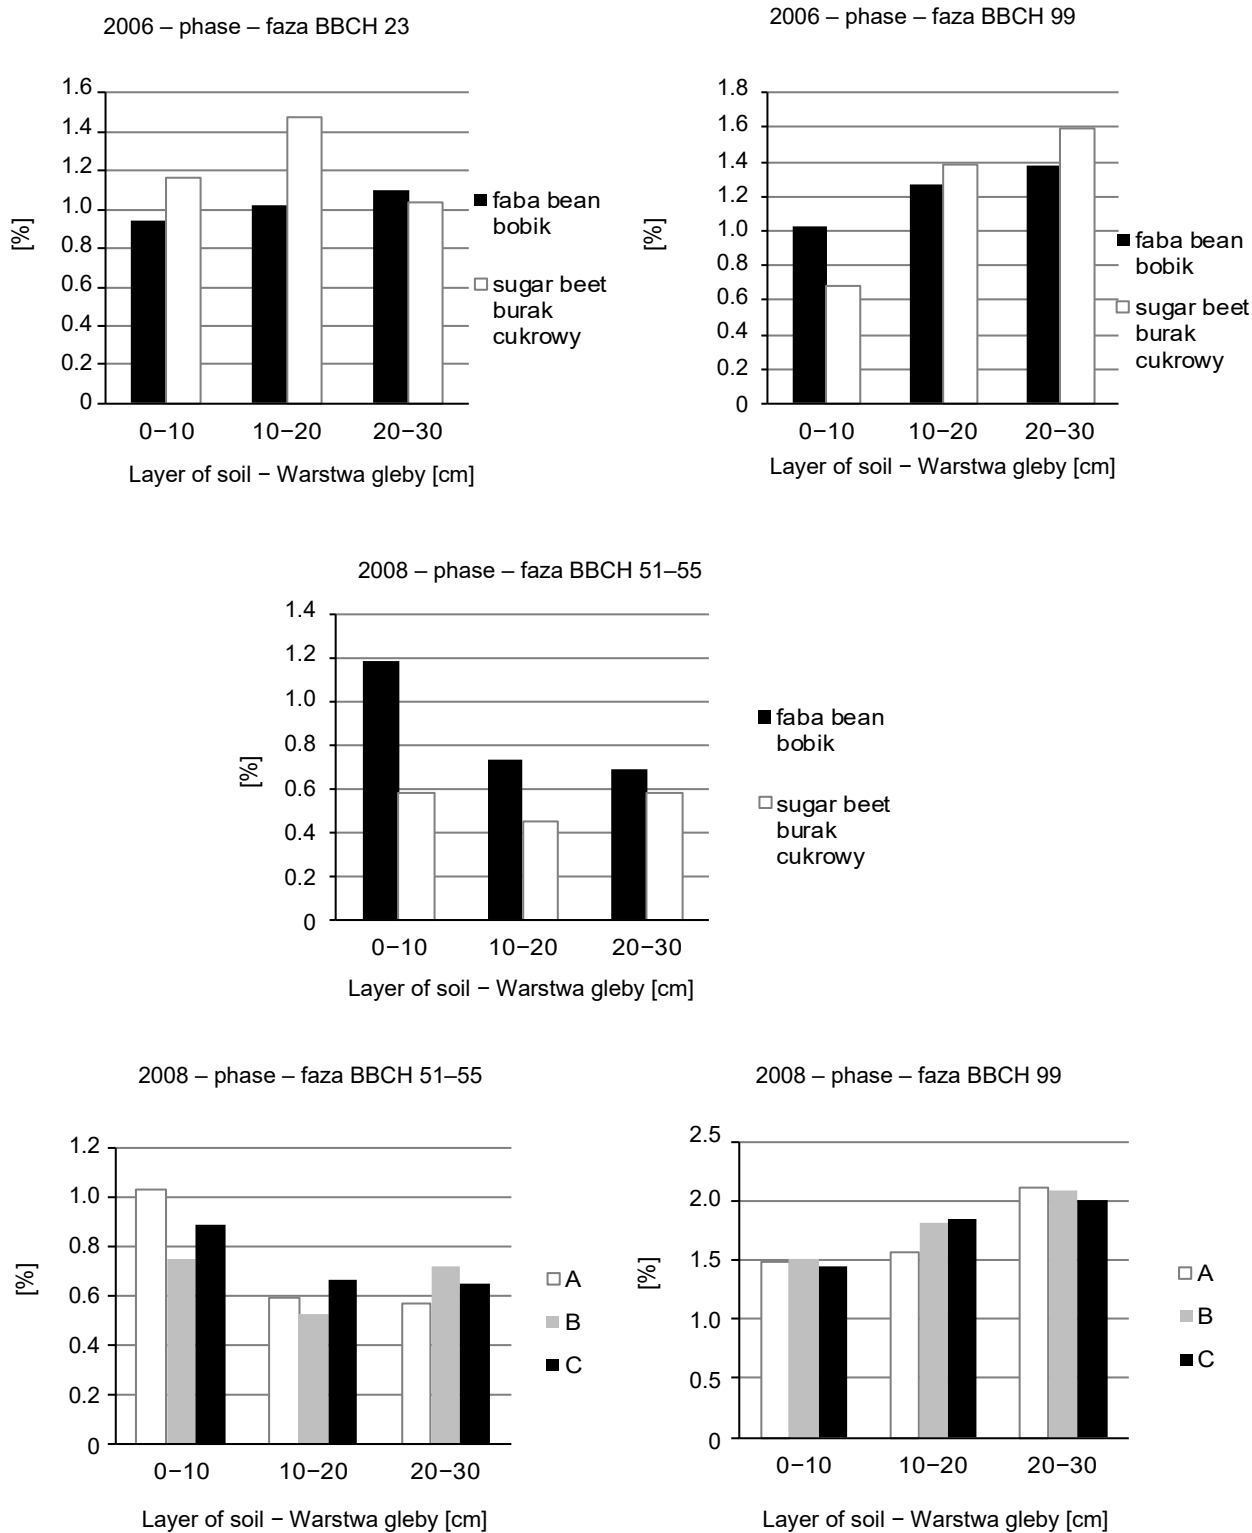 2006 – phase – faza BBCH 23
1.6
1.4
1.2
1.0
0.8
0.6
0.4
0.2
0
[%]
0−10 10−20 20−30
Layer of soil − Warstwa gleby [cm]
faba bean
bobik
sugar beet
burak
cukrowy
2006 – phase – faza BBCH 99
1.8
1.6
1.4
1.2
1.0
0.8
0.6
0.4
0.2
0
[%]
0−10 10−20 20−30
Layer of soil − Warstwa gleby [cm]
faba bean
bobik
sugar beet
burak
cukrowy
2008 – phase – faza BBCH 51–55
1.4
1.2
1.0
0.8
0.6
0.4
0.2
0
[%]
0−10 10−20 20−30
Layer of soil − Warstwa gleby [cm]
faba bean
bobik
sugar beet
burak
cukrowy
2008 – phase – faza BBCH 51–55
1.2
1.0
0.8
0.6
0.4
0.2
0
[%]
0−10 10−20 20−30
Layer of soil − Warstwa gleby [cm]
A
B
C
2008 – phase – faza BBCH 99
2.5
2.0
1.5
1.0
0.5
0
[%]
0−10 10−20 20−30
Layer of soil − Warstwa gleby [cm]
A
B
C